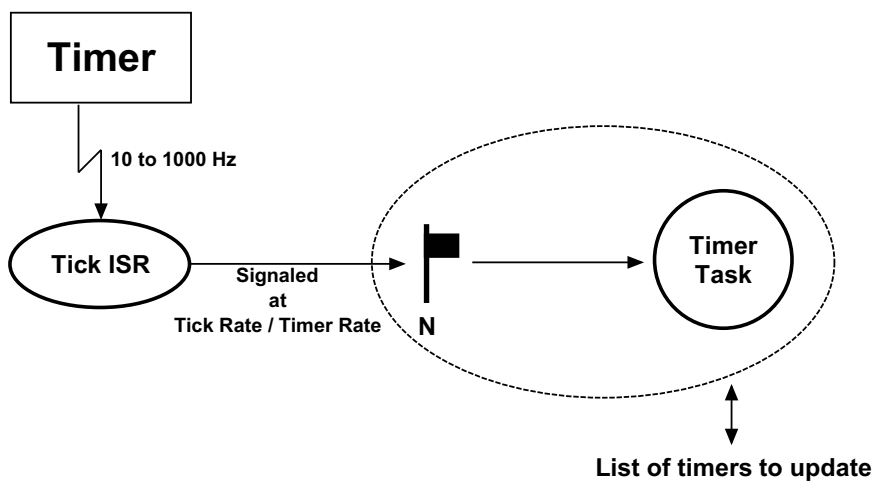 Timer
10 to 1000 Hz
Tick ISR
Signaled
at
Tick Rate / Timer Rate
N
Timer
Task
List of timers to update